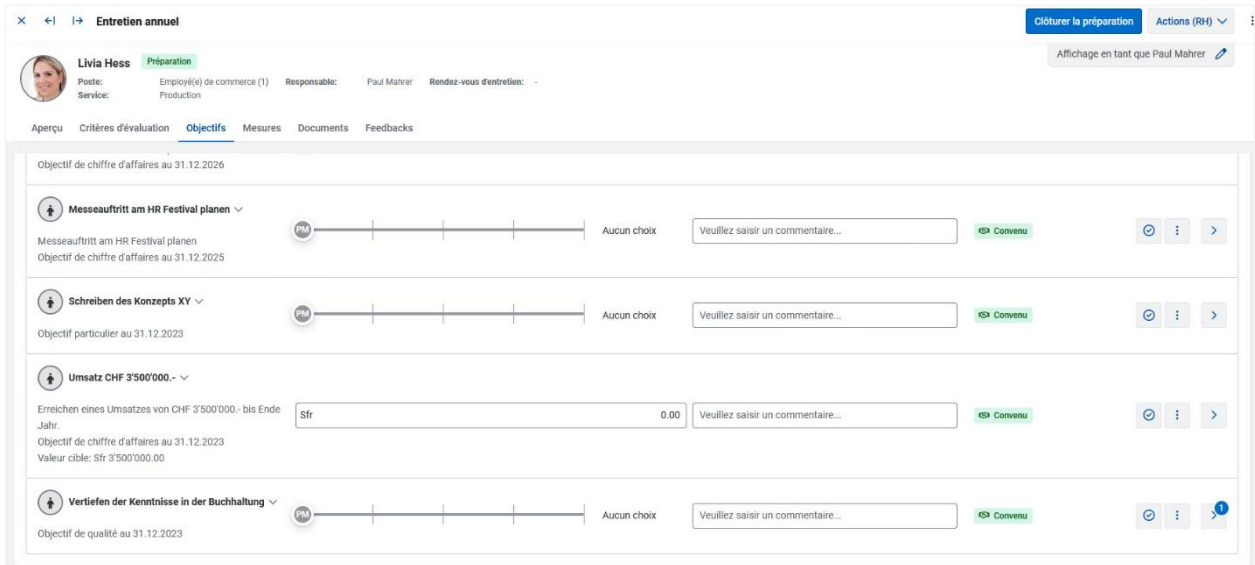 Entretien annuel
Clôturer la préparation
Actions (RH)
Affichage en tant que Paul Mahrer
Livia Hess
Préparation
Poste: Employé(e) de commerce (1) Responsable: Paul Mahrer Rendez-vous d'entretien: -
Service: Production
Aperçu Critères d'évaluation Objectifs Mesures Documents Feedbacks
Objectif de chiffre d'affaires au 31.12.2026
Messeauftritt am HR Festival planen
Messeauftritt am HR Festival planen
Objectif de chiffre d'affaires au 31.12.2025
PM
Aucun choix
Veuillez saisir un commentaire...
Convenu
Schreiben des Konzepts XY
Objectif particulier au 31.12.2023
PM
Aucun choix
Veuillez saisir un commentaire...
Convenu
Umsatz CHF 3'500'000.-
Erreichen eines Umsatzes von CHF 3'500'000.- bis Ende
Jahr.
Objectif de chiffre d'affaires au 31.12.2023
Valeur cible: Sfr 3'500'000.00
Sfr 0.00
Veuillez saisir un commentaire...
Convenu
Vertiefen der Kenntnisse in der Buchhaltung
Objectif de qualité au 31.12.2023
PM
Aucun choix
Veuillez saisir un commentaire...
Convenu
1